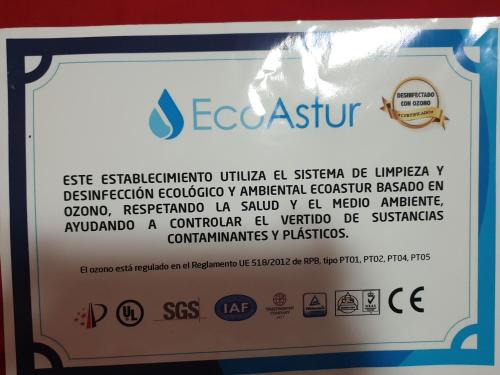 EcoAstur
DESINFECTADO
CON OZONO
CERTIFICADO
ESTE ESTABLECIMIENTO UTILIZA EL SISTEMA DE LIMPIEZA Y
DESINFECCIÓN ECOLÓGICO Y AMBIENTAL ECOASTUR BASADO EN
OZONO, RESPETANDO LA SALUD Y EL MEDIO AMBIENTE,
AYUDANDO A CONTROLAR EL VERTIDO DE SUSTANCIAS
CONTAMINANTES Y PLÁSTICOS.
El ozono está regulado en el Reglamento UE 518/2012 de RPB, tipo PT01, PT02, PT04, PT05
UL SGS IAF CE